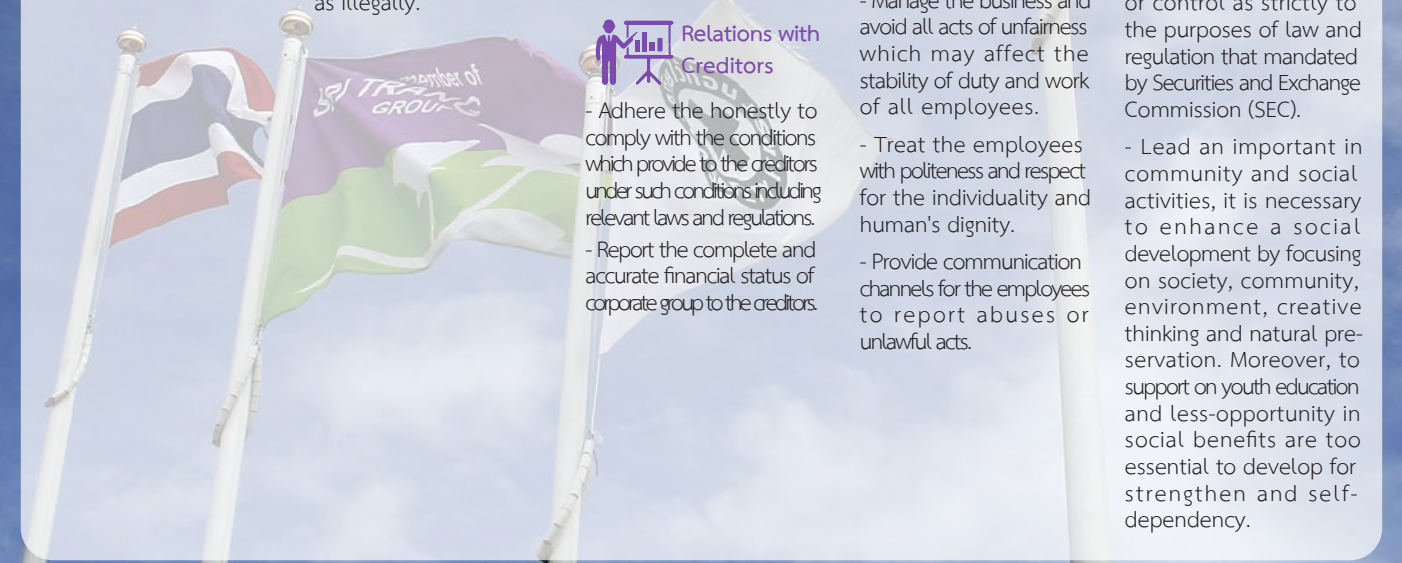 as illegally.
Relations with
Creditors
- Adhere the honestly to
comply with the conditions
which provide to the creditors
under such conditions including
relevant laws and regulations.
- Report the complete and
accurate financial status of
corporate group to the creditors.
- Manage the business and
avoid all acts of unfairness
which may affect the
stability of duty and work
of all employees.
- Treat the employees
with politeness and respect
for the individuality and
human's dignity.
- Provide communication
channels for the employees
to report abuses or
unlawful acts.
or control as strictly to
the purposes of law and
regulation that mandated
by Securities and Exchange
Commission (SEC).
- Lead an important in
community and social
activities, it is necessary
to enhance a social
development by focusing
on society, community,
environment, creative
thinking and natural pre-
servation. Moreover, to
support on youth education
and less-opportunity in
social benefits are too
essential to develop for
strengthen and self-
dependency.
member of
SRI TRANG
GROUP